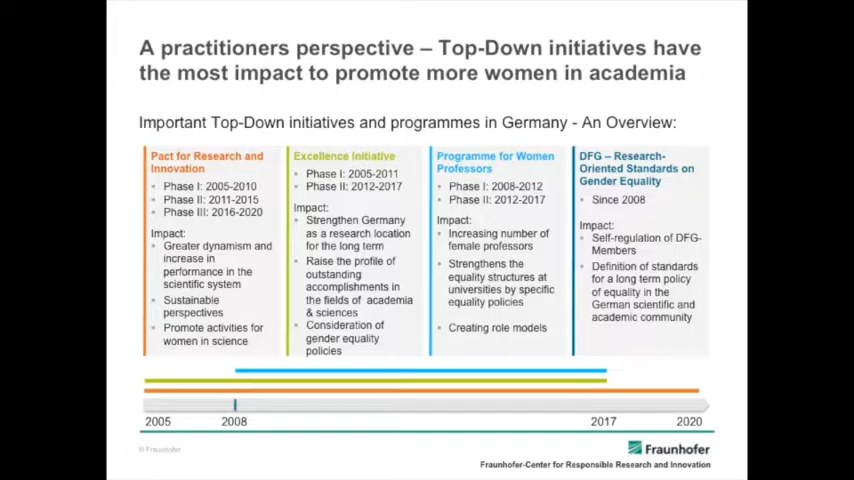 A practitioners perspective – Top-Down initiatives have
the most impact to promote more women in academia
Important Top-Down initiatives and programmes in Germany - An Overview:
Pact for Research and
Innovation
• Phase I: 2005-2010
• Phase II: 2011-2015
• Phase III: 2016-2020
Impact:
• Greater dynamism and
increase in
performance in the
scientific system
• Sustainable
perspectives
• Promote activities for
women in science
Excellence Initiative
• Phase I: 2005-2011
• Phase II: 2012-2017
Impact:
• Strengthen Germany
as a research location
for the long term
• Raise the profile of
outstanding
accomplishments in
the fields of academia
& sciences
• Consideration of
gender equality
policies
Programme for Women
Professors
• Phase I: 2008-2012
• Phase II: 2012-2017
Impact:
• Increasing number of
female professors
• Strengthens the
equality structures at
universities by specific
equality policies
• Creating role models
DFG – Research-
Oriented Standards on
Gender Equality
• Since 2008
Impact:
• Self-regulation of DFG-
Members
• Definition of standards
for a long term policy
of equality in the
German scientific and
academic community
2005 2008 2017 2020
© Fraunhofer
Fraunhofer
Fraunhofer-Center for Responsible Research and Innovation